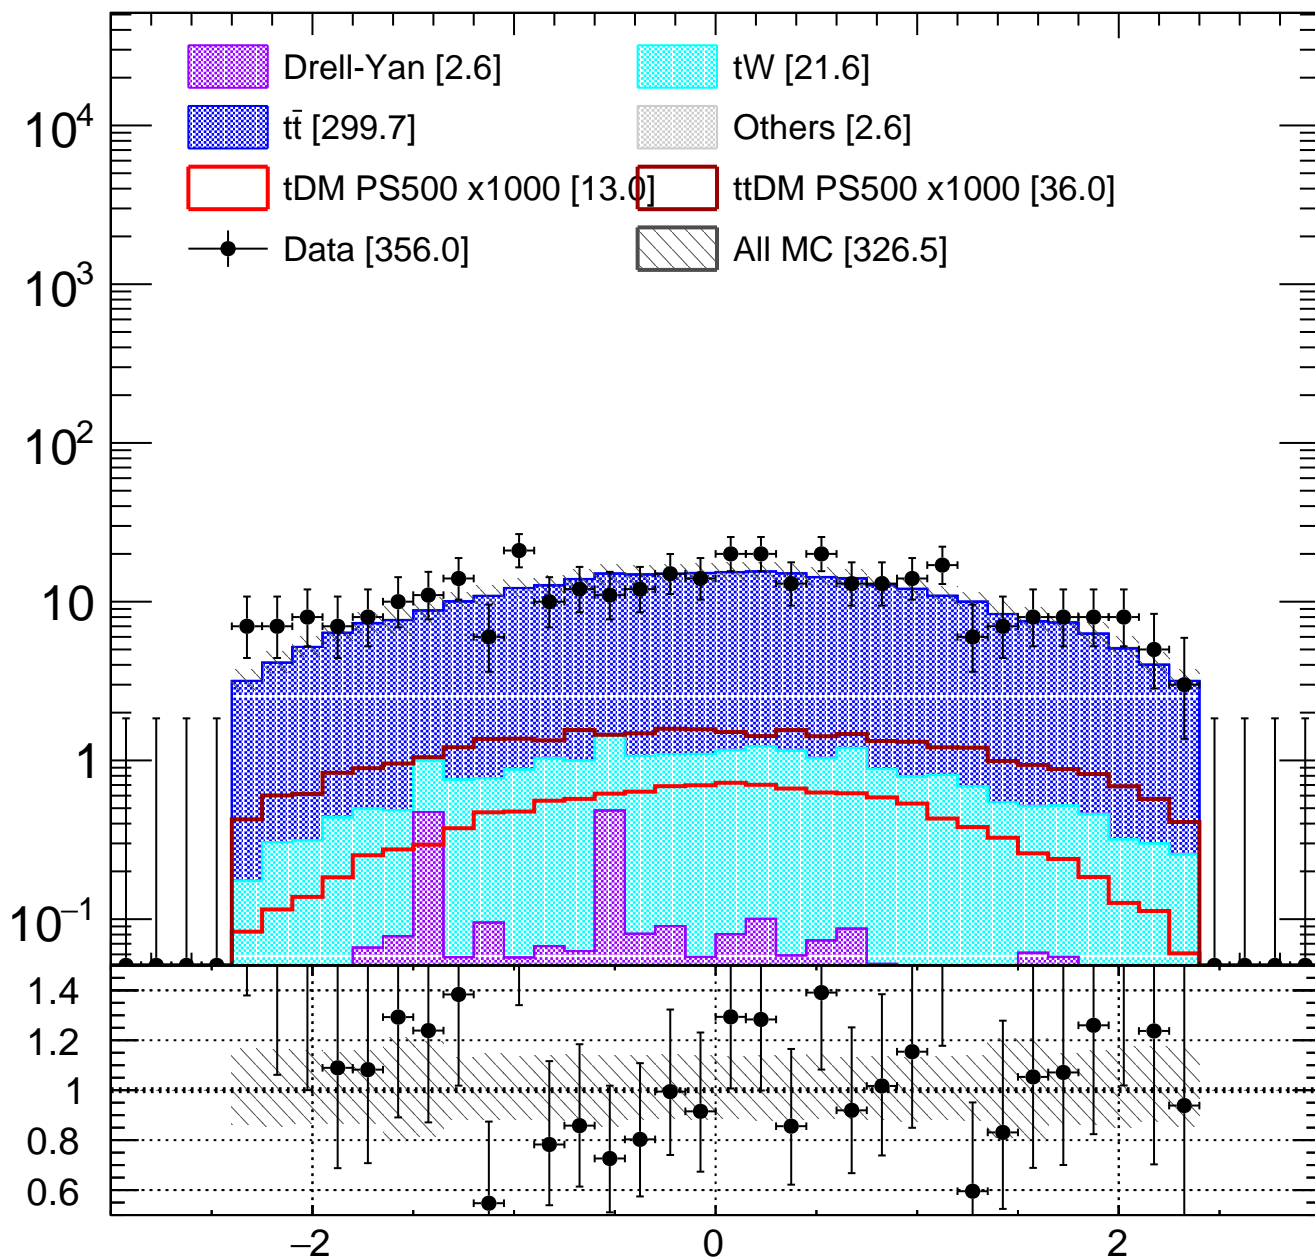 Drell-Yan [2.6]
tW [21.6]
tt̄ [299.7]
Others [2.6]
tDM PS500 x1000 [13.0]
ttDM PS500 x1000 [36.0]
Data [356.0]
All MC [326.5]
10⁴
10³
10²
10
1
10⁻¹
1.4
1.2
1
0.8
0.6
−2
0
2